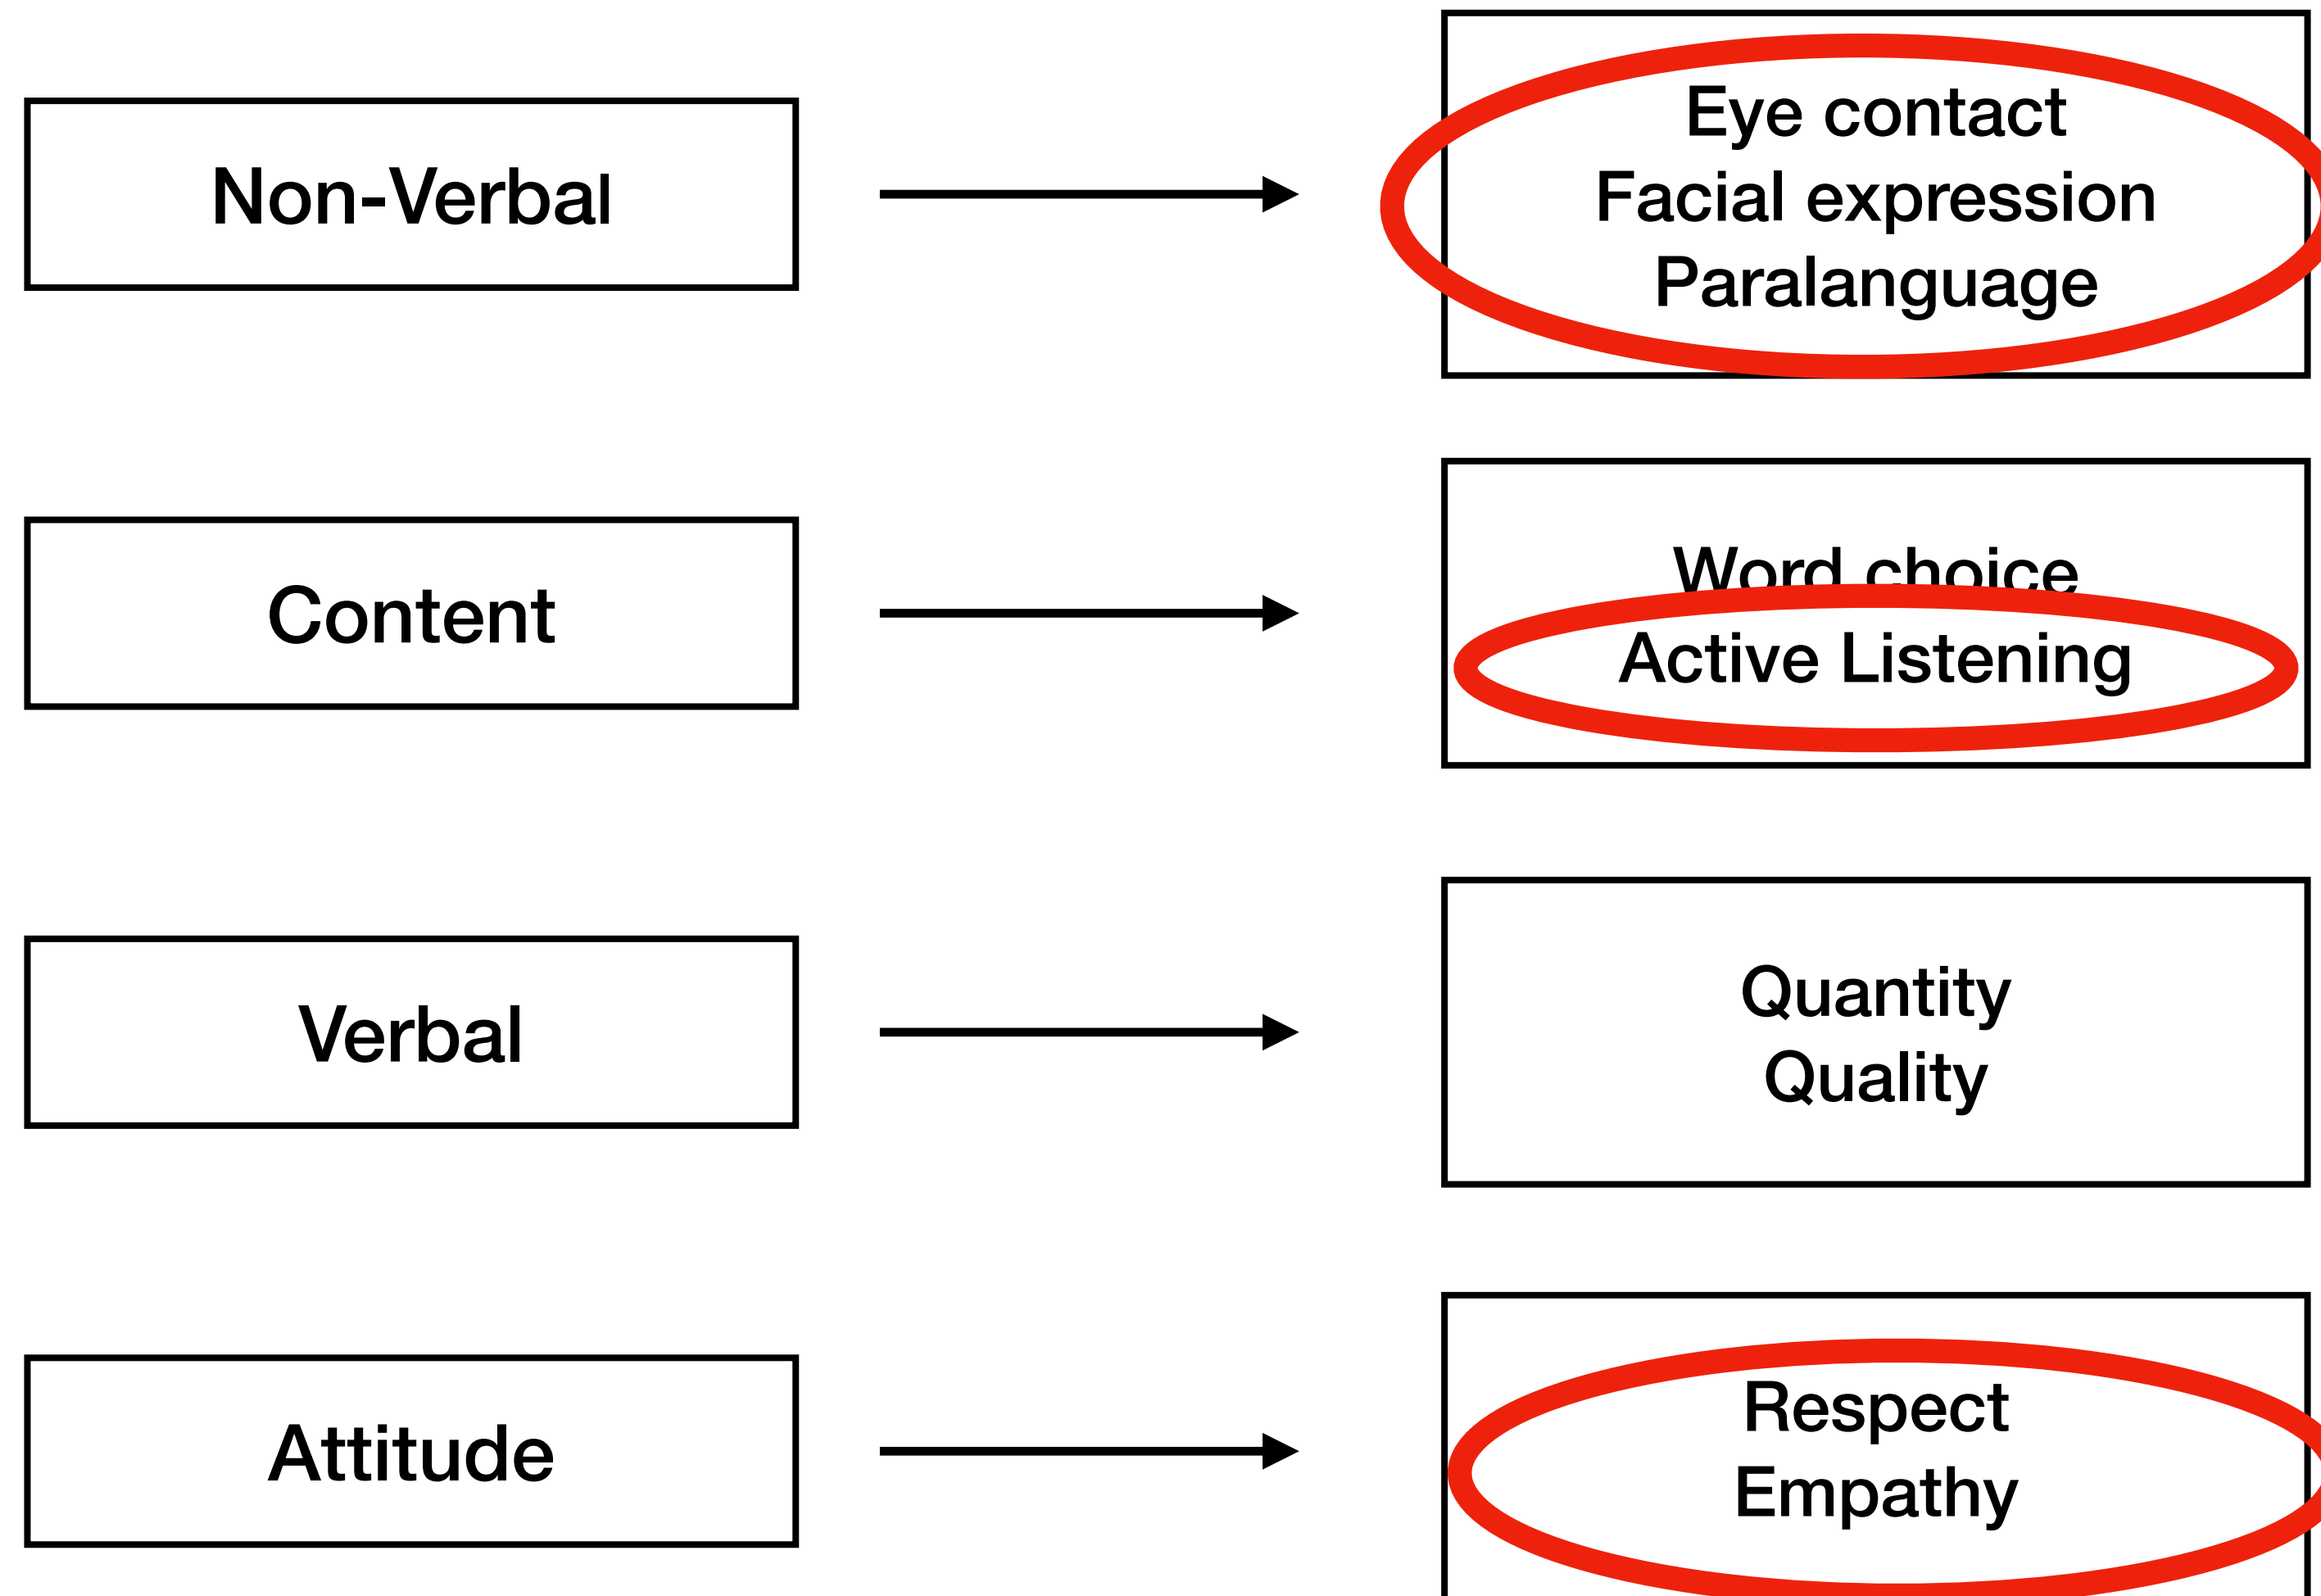 Non-Verbal
Eye contact
Facial expression
Paralanguage
Content
Word choice
Active Listening
Verbal
Quantity
Quality
Attitude
Respect
Empathy